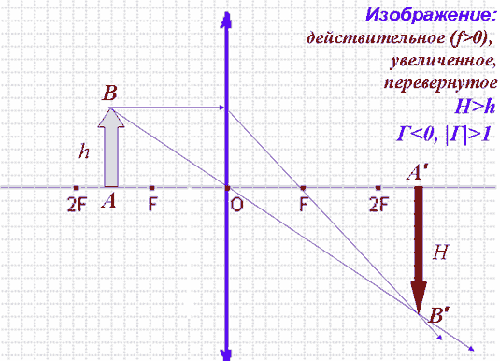 Изображение:
действительное (f>0),
увеличенное,
перевернутое
H>h
Г<0, |Г|>1
B
h
A'
2F A F O F 2F
H
B'